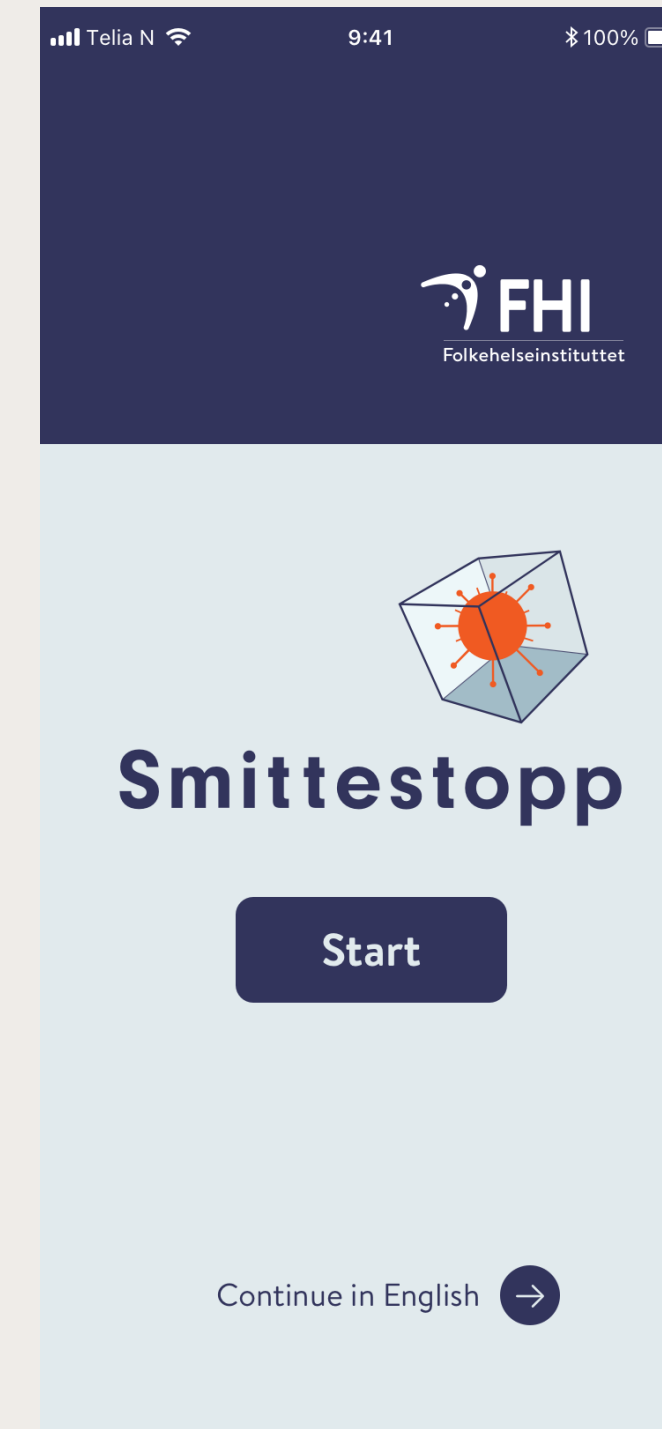 Telia N 9:41 100%
FHI
Folkehelseinstituttet
Smittestopp
Start
Continue in English